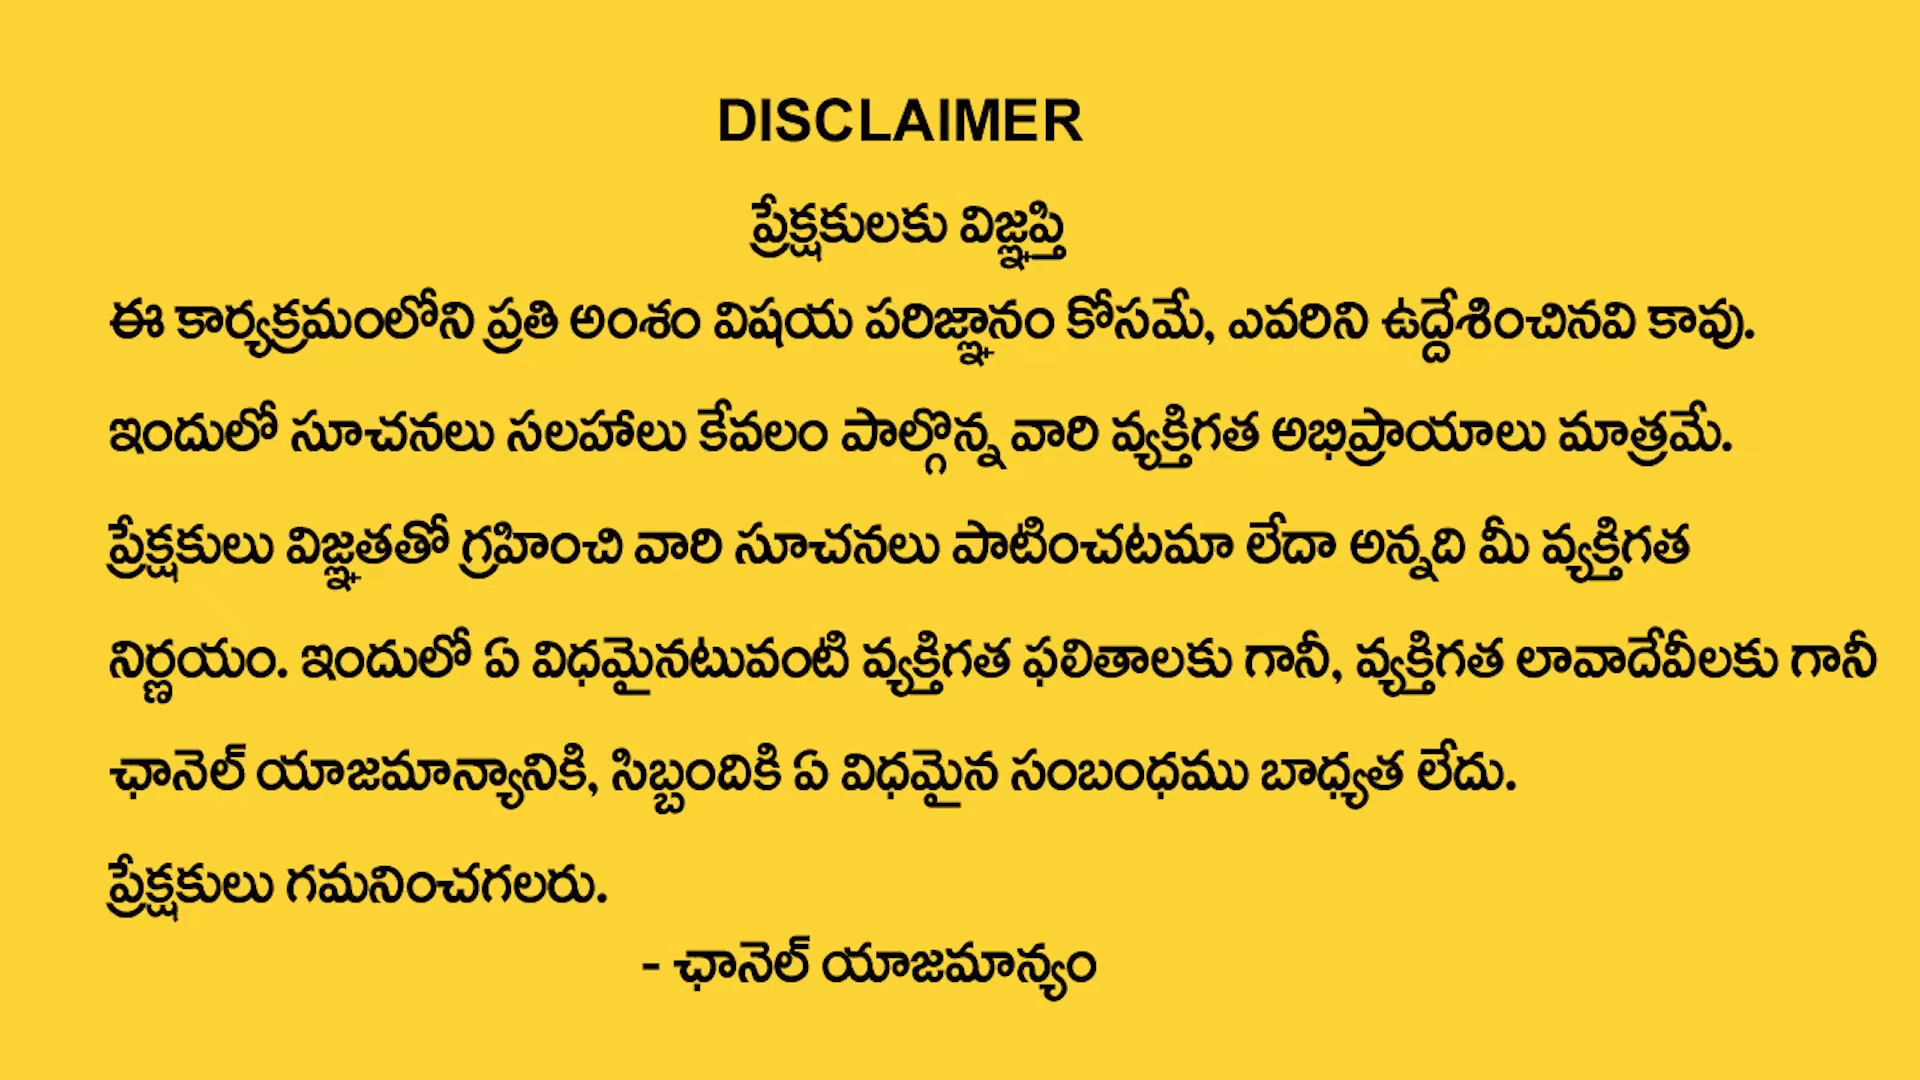 DISCLAIMER
ప్రేక్షకులకు విజ్ఞప్తి
ఈ కార్యక్రమంలోని ప్రతి అంశం విషయ పరిజ్ఞానం కోసమే, ఎవరిని ఉద్దేశించినవి కావు.
ఇందులో సూచనలు సలహాలు కేవలం పాల్గొన్న వారి వ్యక్తిగత అభిప్రాయాలు మాత్రమే.
ప్రేక్షకులు విజ్ఞతతో గ్రహించి వారి సూచనలు పాటించటమా లేదా అన్నది మీ వ్యక్తిగత
నిర్ణయం. ఇందులో ఏ విధమైనటువంటి వ్యక్తిగత ఫలితాలకు గానీ, వ్యక్తిగత లావాదేవీలకు గానీ
ఛానెల్ యాజమాన్యానికి, సిబ్బందికి ఏ విధమైన సంబంధము బాధ్యత లేదు.
ప్రేక్షకులు గమనించగలరు.
- ఛానెల్ యాజమాన్యం